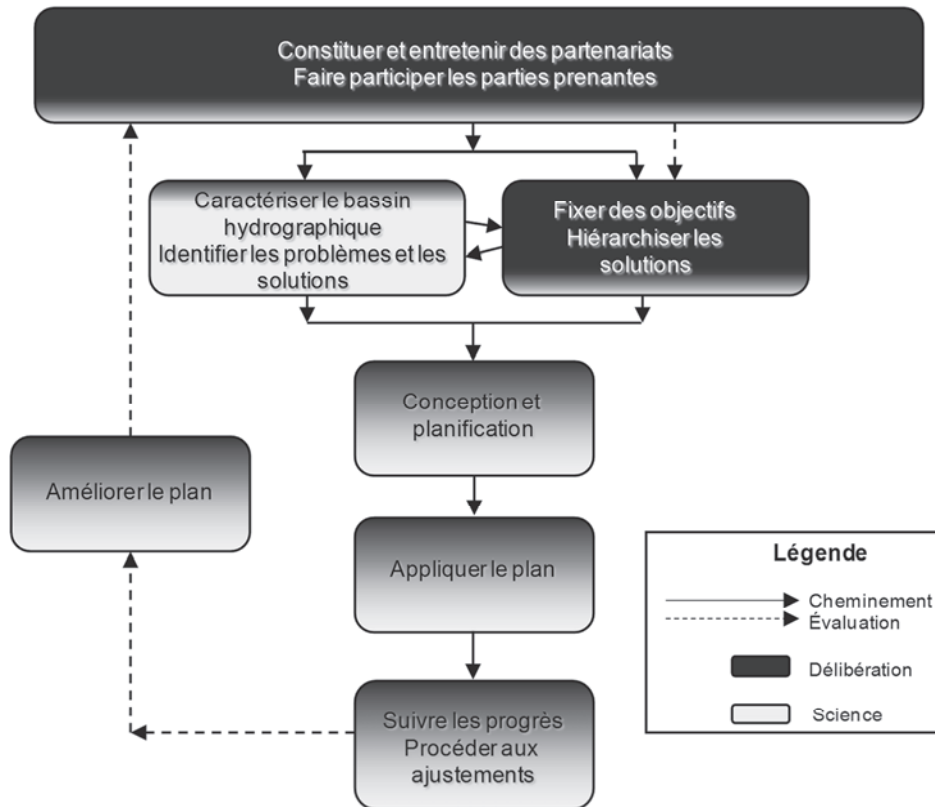 Constituer et entretenir des partenariats
Faire participer les parties prenantes
Caractériser le bassin
hydrographique
Identifier les problèmes et les
solutions
Fixer des objectifs
Hiérarchiser les
solutions
Conception et
planification
Améliorer le plan
Appliquer le plan
Suivre les progrès
Procéder aux
ajustements
Légende
Cheminement
Évaluation
Délibération
Science